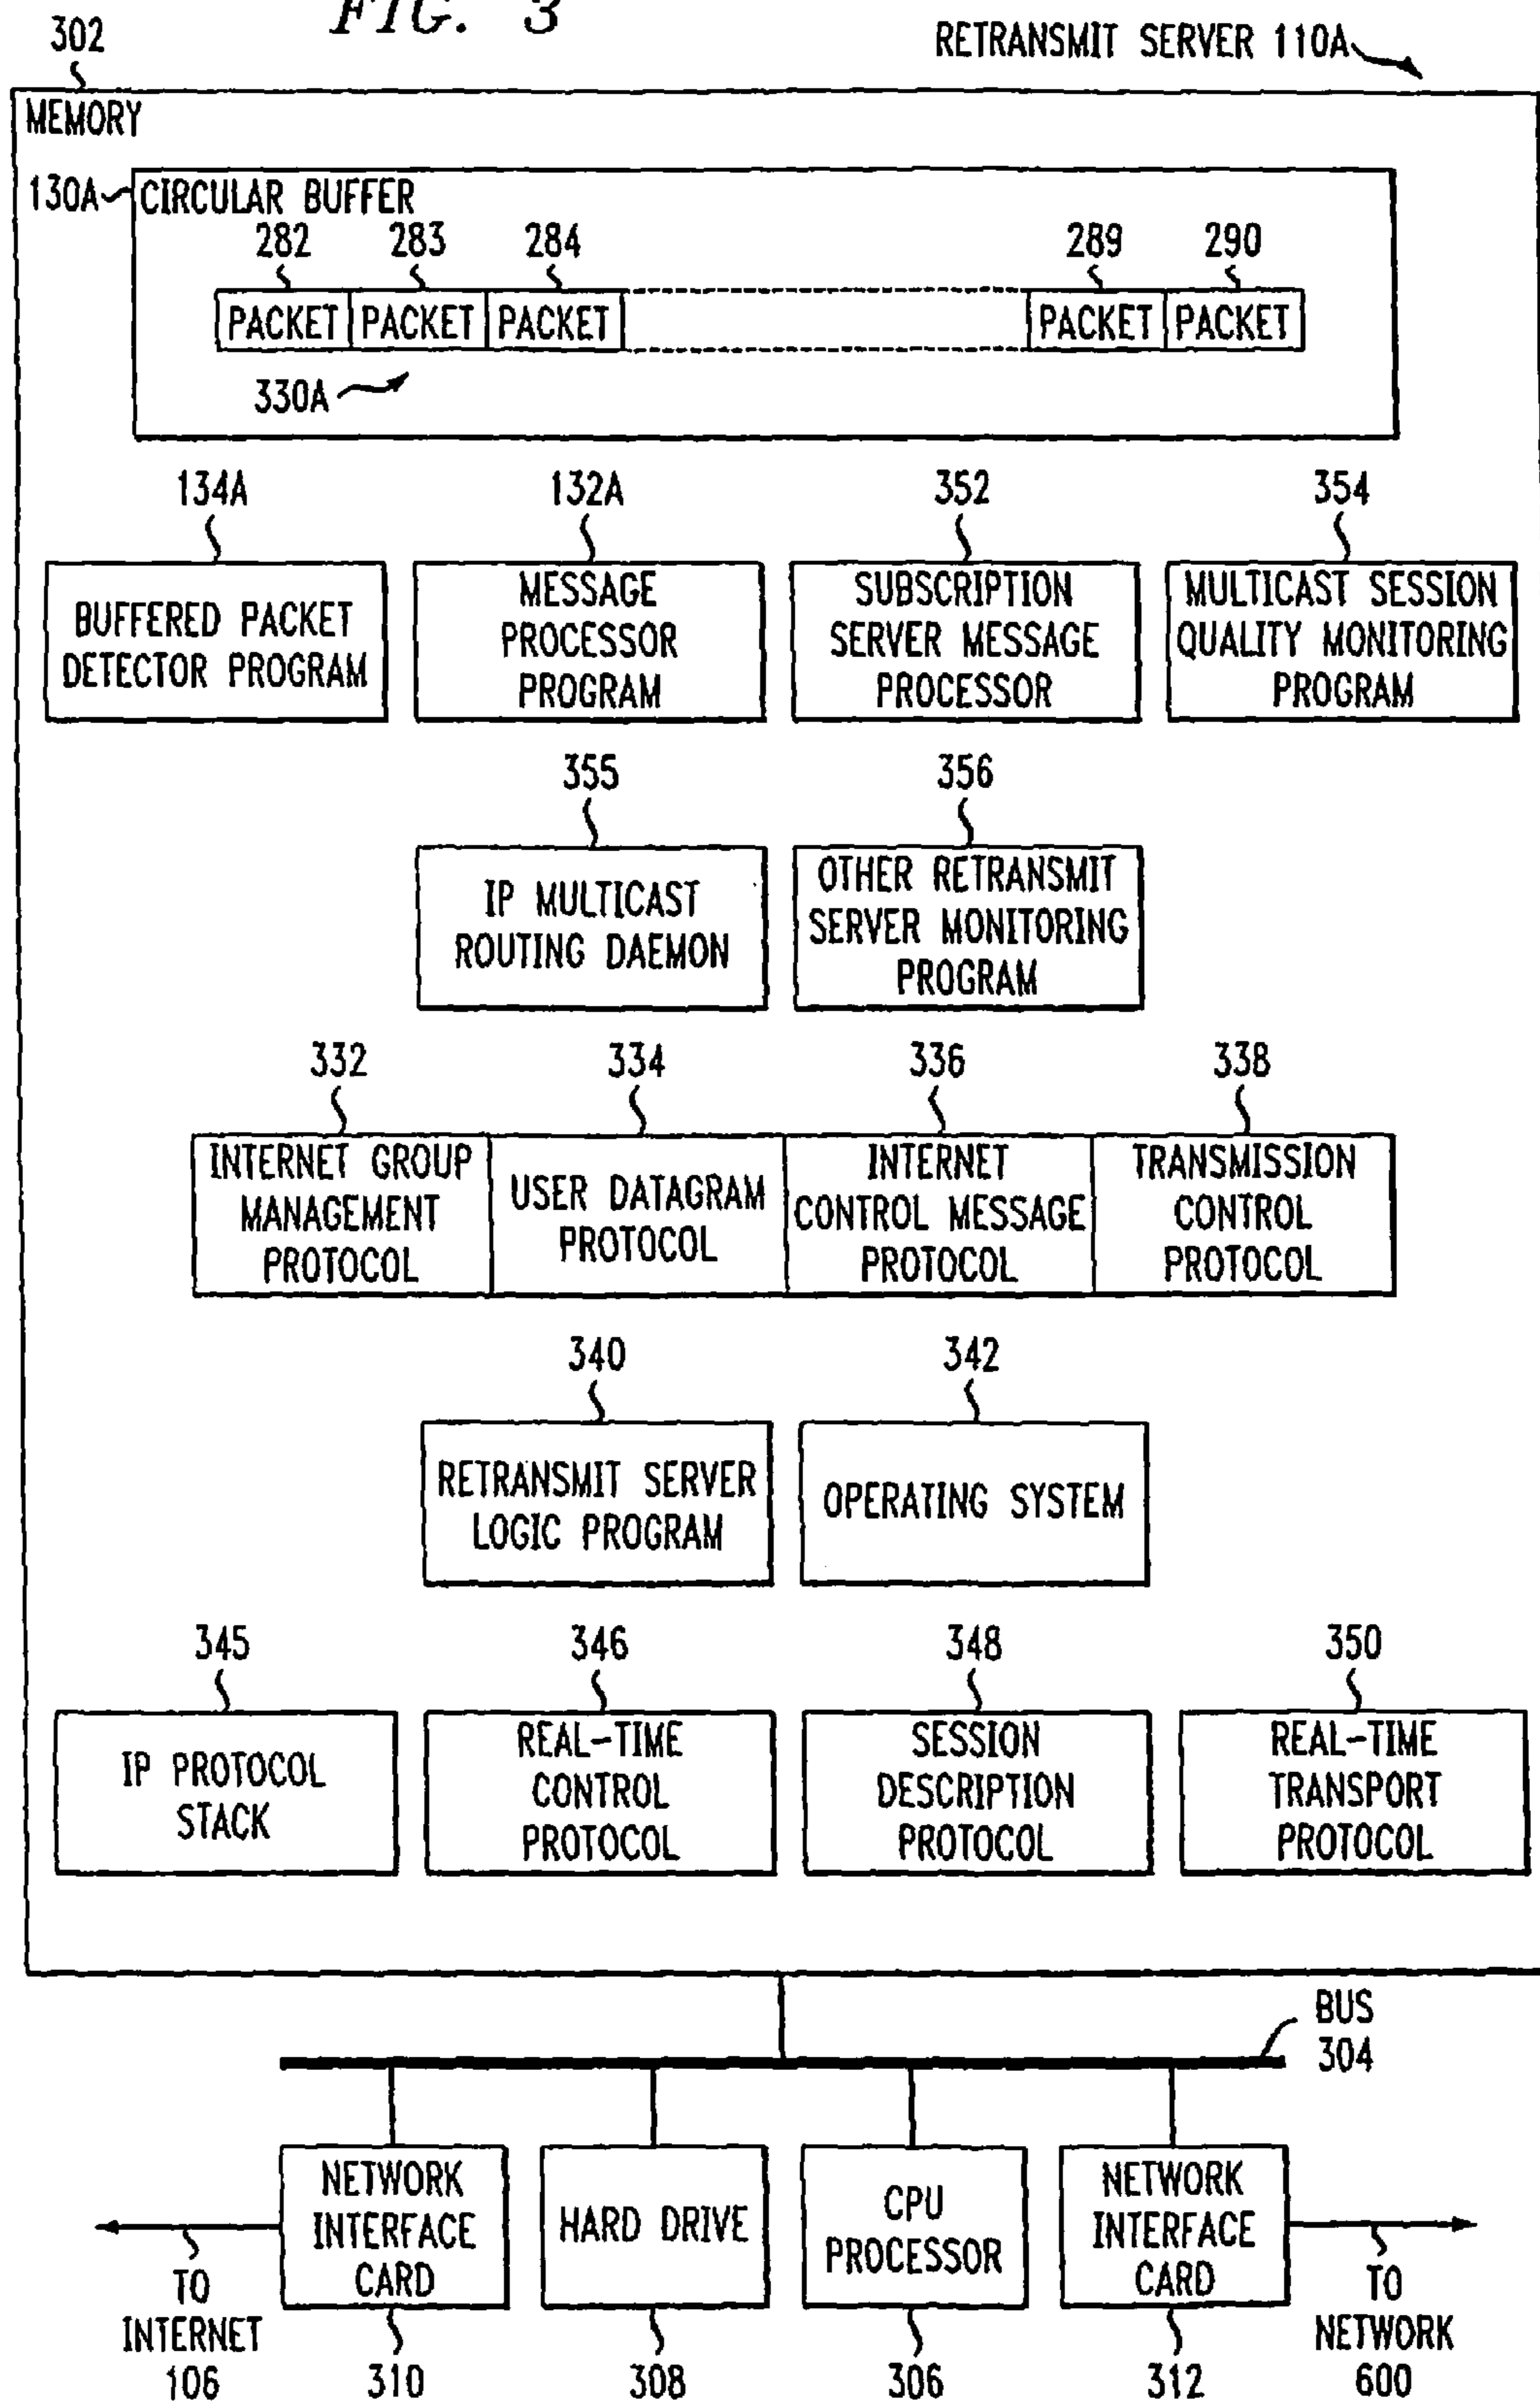 FIG. 3
302
RETRANSMIT SERVER 110A
MEMORY
130A
CIRCULAR BUFFER
282 283 284 289 290
PACKET PACKET PACKET PACKET PACKET
330A
134A 132A 352 354
BUFFERED PACKET
DETECTOR PROGRAM
MESSAGE
PROCESSOR
PROGRAM
SUBSCRIPTION
SERVER MESSAGE
PROCESSOR
MULTICAST SESSION
QUALITY MONITORING
PROGRAM
355 356
IP MULTICAST
ROUTING DAEMON
OTHER RETRANSMIT
SERVER MONITORING
PROGRAM
332 334 336 338
INTERNET GROUP
MANAGEMENT
PROTOCOL
USER DATAGRAM
PROTOCOL
INTERNET
CONTROL MESSAGE
PROTOCOL
TRANSMISSION
CONTROL
PROTOCOL
340 342
RETRANSMIT SERVER
LOGIC PROGRAM
OPERATING SYSTEM
345 346 348 350
IP PROTOCOL
STACK
REAL-TIME
CONTROL
PROTOCOL
SESSION
DESCRIPTION
PROTOCOL
REAL-TIME
TRANSPORT
PROTOCOL
BUS
304
NETWORK
INTERFACE
CARD
HARD DRIVE
CPU
PROCESSOR
NETWORK
INTERFACE
CARD
TO
INTERNET
106
310
308
306
312
TO
NETWORK
600